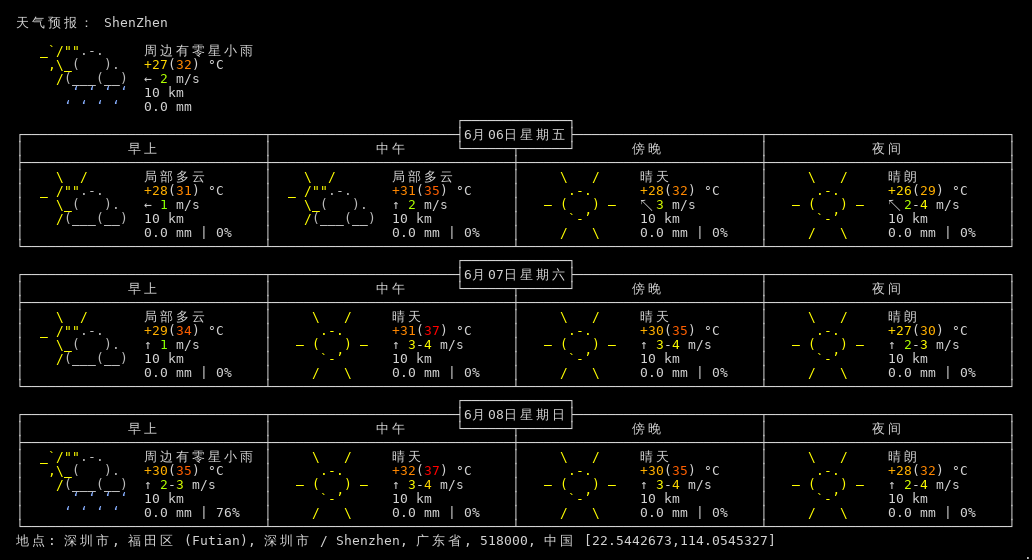 天气预报： ShenZhen
周边有零星小雨
+27(32) °C
← 2 m/s
10 km
0.0 mm
6月06日星期五
早上 中午 傍晚 夜间
局部多云 局部多云 晴天 晴朗
+28(31) °C +31(35) °C +28(32) °C +26(29) °C
← 1 m/s ↑ 2 m/s ↖ 3 m/s ↖ 2-4 m/s
10 km 10 km 10 km 10 km
0.0 mm | 0% 0.0 mm | 0% 0.0 mm | 0% 0.0 mm | 0%
6月07日星期六
早上 中午 傍晚 夜间
局部多云 晴天 晴天 晴朗
+29(34) °C +31(37) °C +30(35) °C +27(30) °C
↑ 1 m/s ↑ 3-4 m/s ↑ 3-4 m/s ↑ 2-3 m/s
10 km 10 km 10 km 10 km
0.0 mm | 0% 0.0 mm | 0% 0.0 mm | 0% 0.0 mm | 0%
6月08日星期日
早上 中午 傍晚 夜间
周边有零星小雨 晴天 晴天 晴朗
+30(35) °C +32(37) °C +30(35) °C +28(32) °C
↑ 2-3 m/s ↑ 3-4 m/s ↑ 3-4 m/s ↑ 2-4 m/s
10 km 10 km 10 km 10 km
0.0 mm | 76% 0.0 mm | 0% 0.0 mm | 0% 0.0 mm | 0%
地点: 深圳市, 福田区 (Futian), 深圳市 / Shenzhen, 广东省, 518000, 中国 [22.5442673,114.0545327]